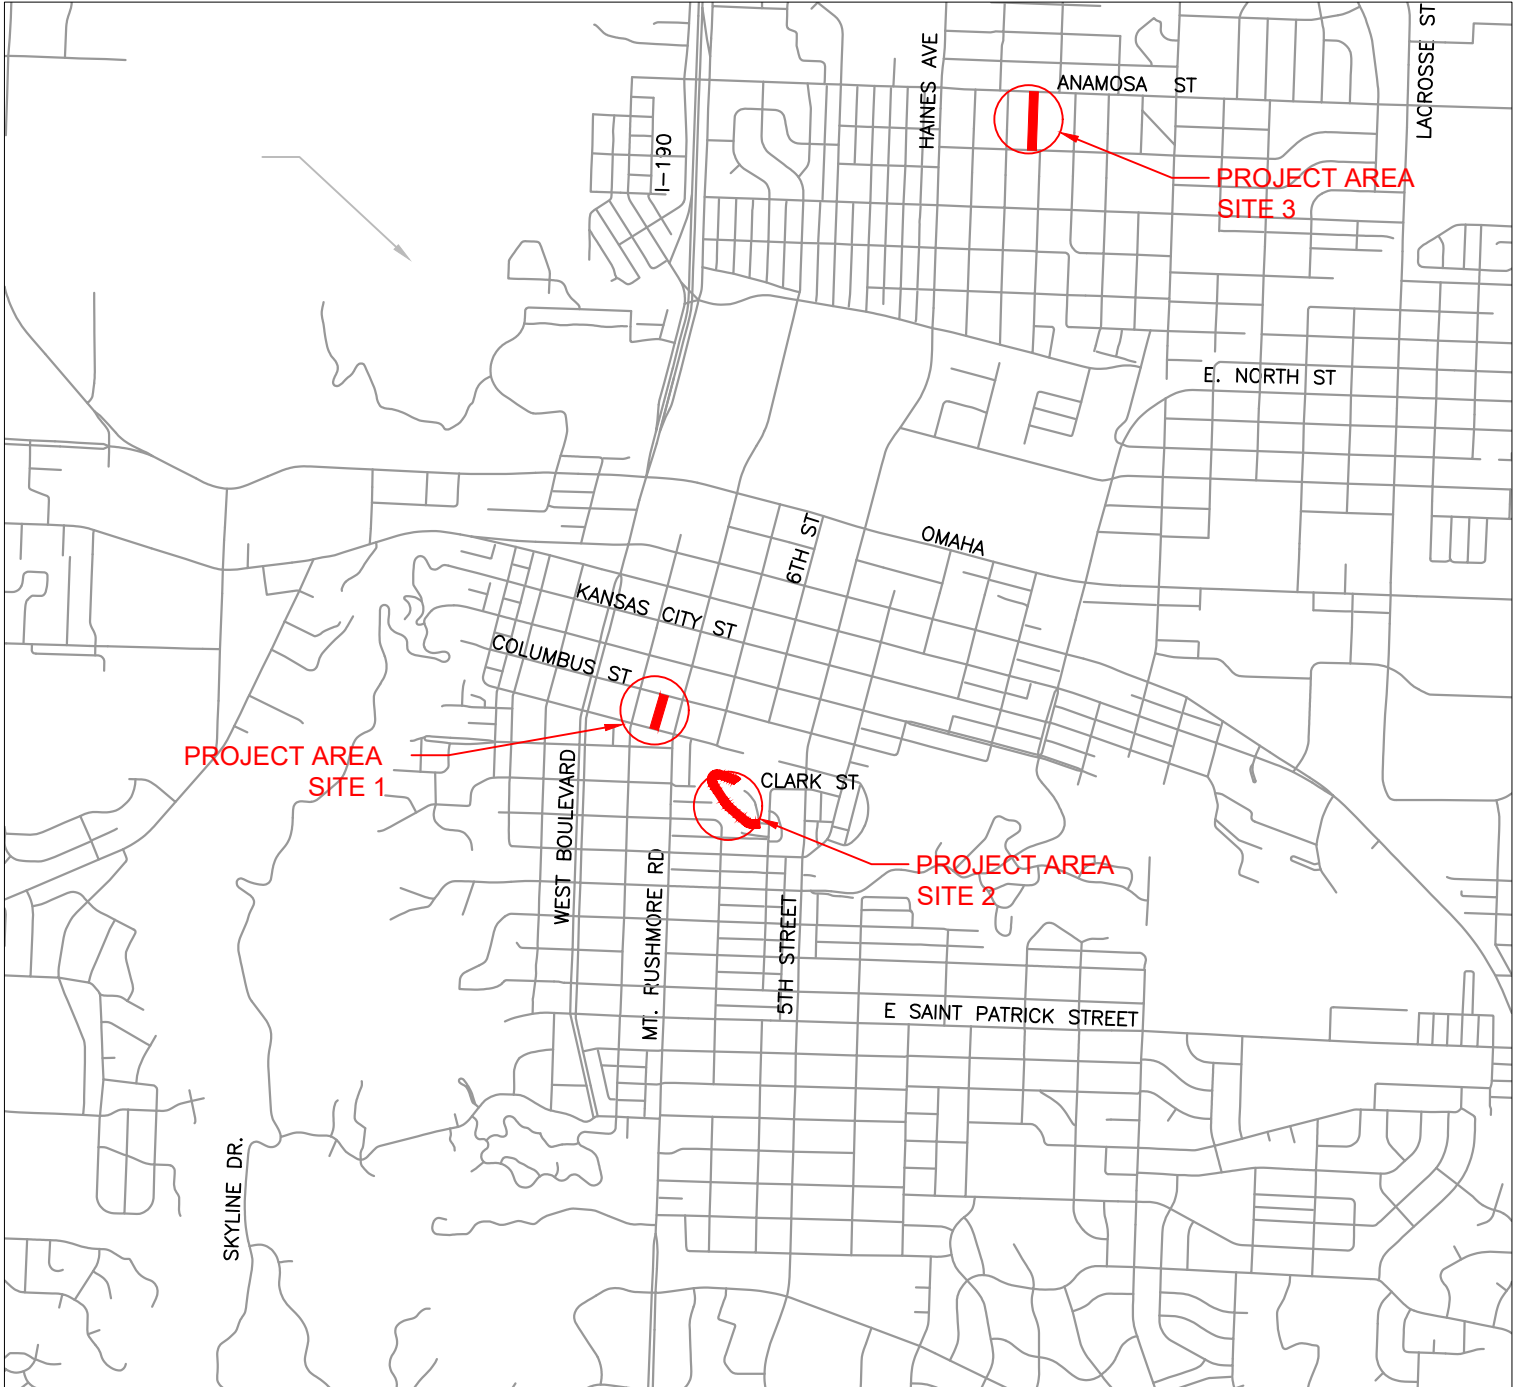 LACROSSE ST
HAINES AVE
ANAMOSA ST
I-190
PROJECT AREA
SITE 3
E. NORTH ST
6TH ST
OMAHA
KANSAS CITY ST
COLUMBUS ST
PROJECT AREA
SITE 1
CLARK ST
WEST BOULEVARD
MT. RUSHMORE RD
PROJECT AREA
SITE 2
5TH STREET
E SAINT PATRICK STREET
SKYLINE DR.